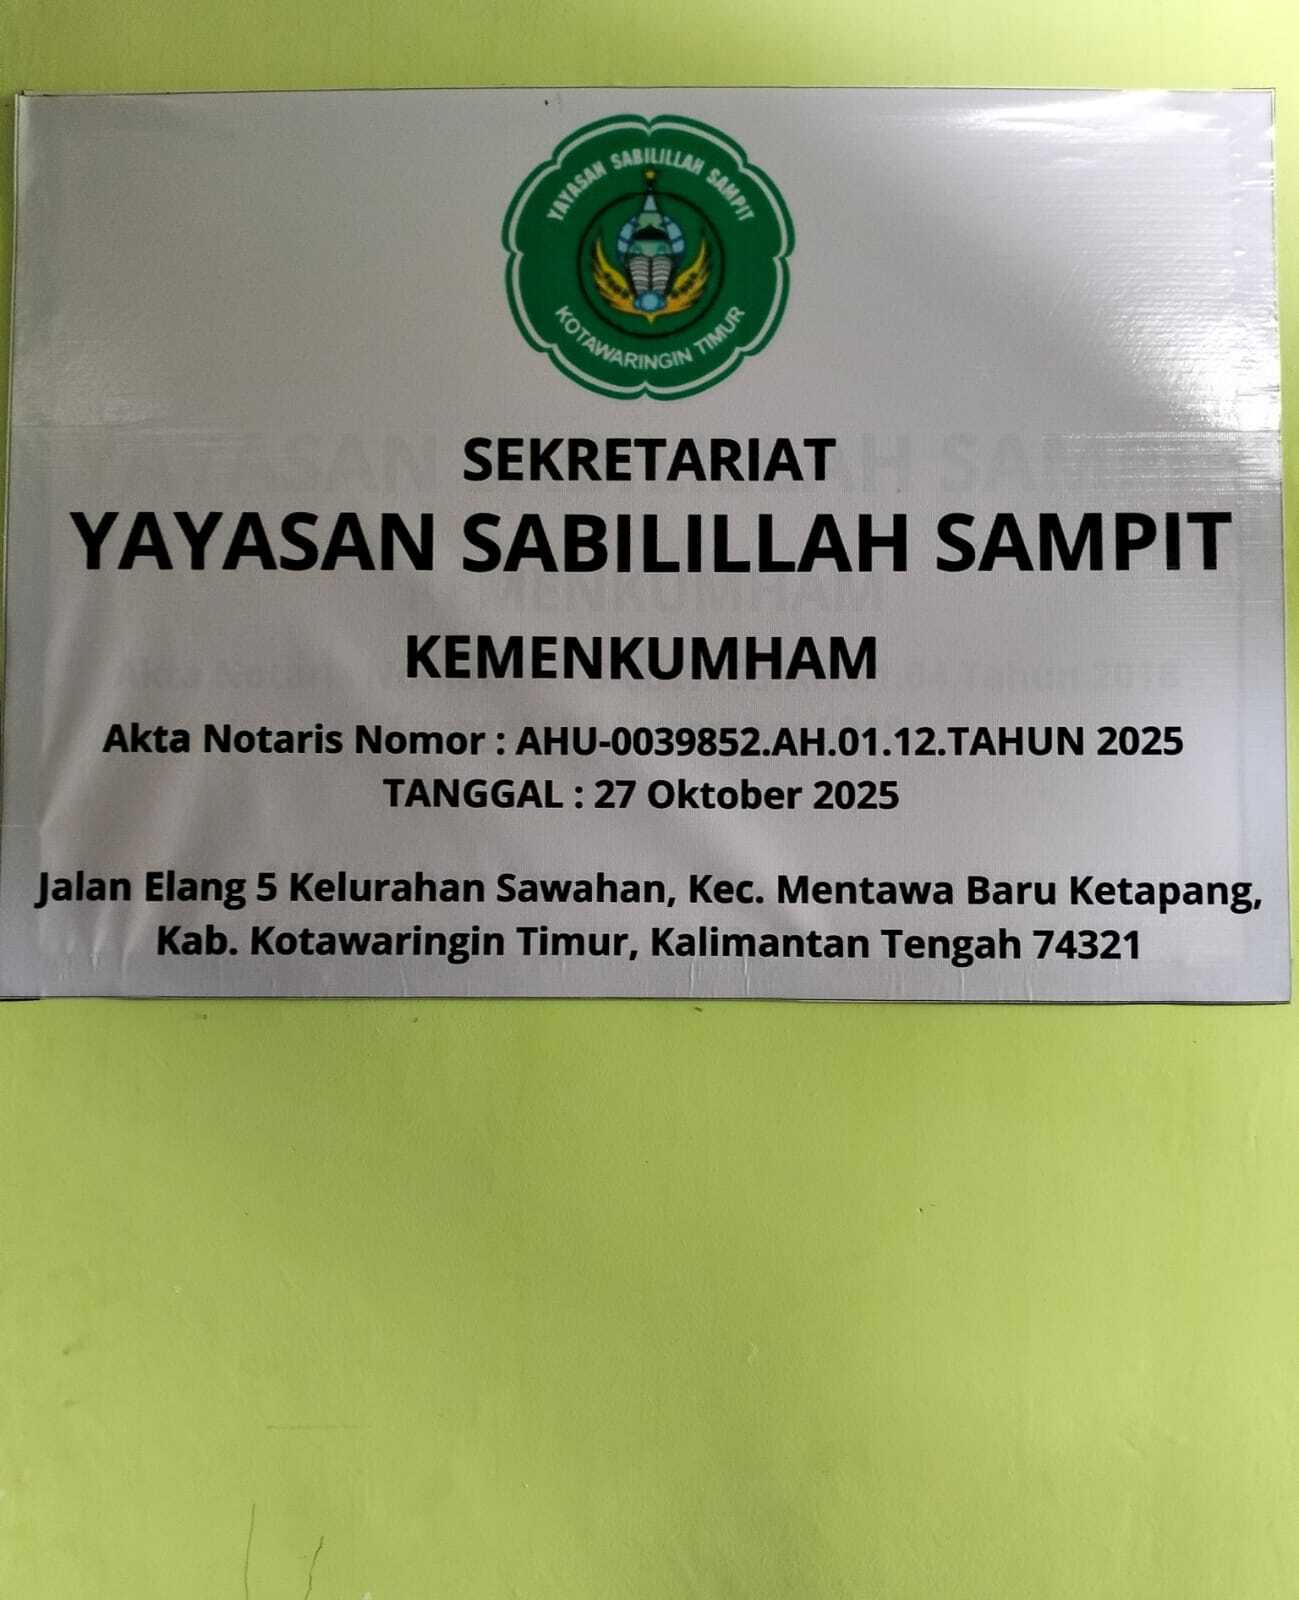 YAYASAN SABILILLAH SAMPIT
KOTAWARINGIN TIMUR
SEKRETARIAT
YAYASAN SABILILLAH SAMPIT
KEMENKUMHAM
Akta Notaris Nomor : AHU-0039852.AH.01.12.TAHUN 2025
TANGGAL : 27 Oktober 2025
Jalan Elang 5 Kelurahan Sawahan, Kec. Mentawa Baru Ketapang,
Kab. Kotawaringin Timur, Kalimantan Tengah 74321